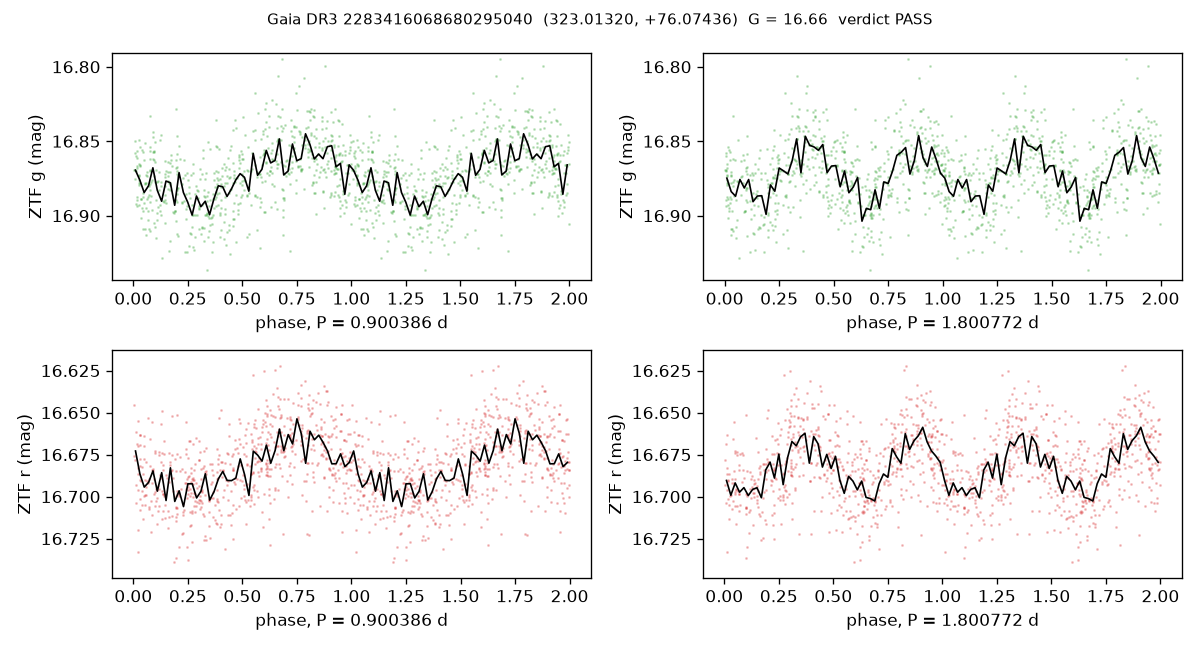 Gaia DR3 2283416068680295040 (323.01320, +76.07436) G = 16.66 verdict PASS
ZTF g (mag)
16.80
16.85
16.90
0.00 0.25 0.50 0.75 1.00 1.25 1.50 1.75 2.00
phase, P = 0.900386 d
ZTF g (mag)
16.80
16.85
16.90
0.00 0.25 0.50 0.75 1.00 1.25 1.50 1.75 2.00
phase, P = 1.800772 d
ZTF r (mag)
16.625
16.650
16.675
16.700
16.725
0.00 0.25 0.50 0.75 1.00 1.25 1.50 1.75 2.00
phase, P = 0.900386 d
ZTF r (mag)
16.625
16.650
16.675
16.700
16.725
0.00 0.25 0.50 0.75 1.00 1.25 1.50 1.75 2.00
phase, P = 1.800772 d